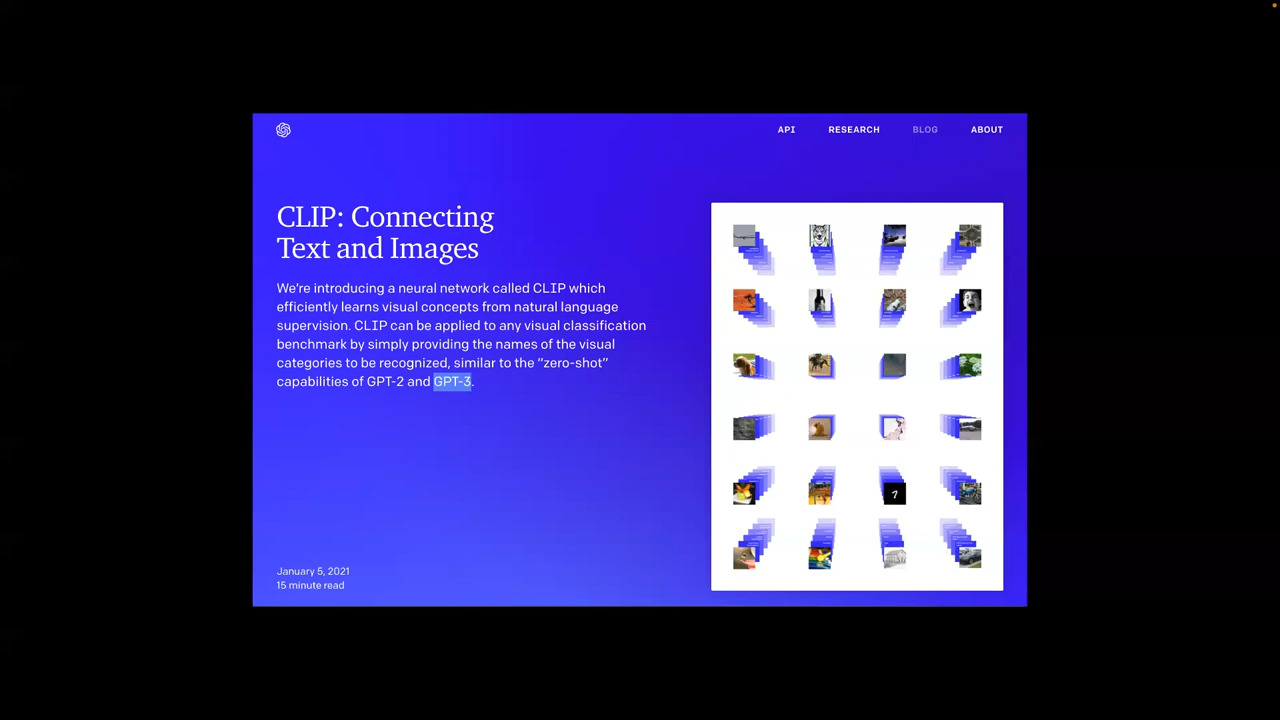 API RESEARCH BLOG ABOUT
CLIP: Connecting
Text and Images
We're introducing a neural network called CLIP which
efficiently learns visual concepts from natural language
supervision. CLIP can be applied to any visual classification
benchmark by simply providing the names of the visual
categories to be recognized, similar to the “zero-shot”
capabilities of GPT-2 and GPT-3.
7
January 5, 2021
15 minute read